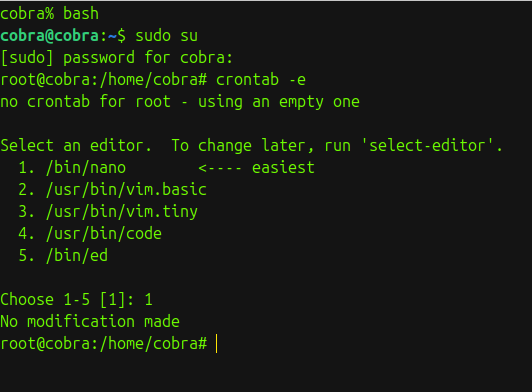 cobra% bash
cobra@cobra:~$ sudo su
[sudo] password for cobra:
root@cobra:/home/cobra# crontab -e
no crontab for root - using an empty one
Select an editor.  To change later, run 'select-editor'.
  1. /bin/nano        <---- easiest
  2. /usr/bin/vim.basic
  3. /usr/bin/vim.tiny
  4. /usr/bin/code
  5. /bin/ed
Choose 1-5 [1]: 1
No modification made
root@cobra:/home/cobra#